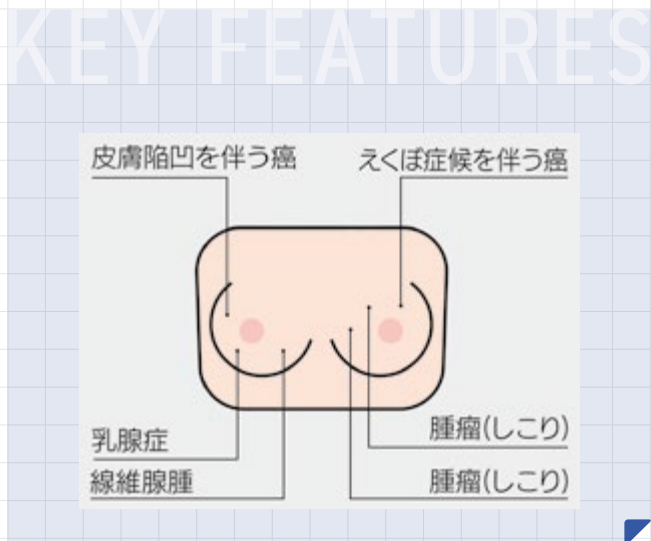 KEY FEATURES
皮膚陥凹を伴う癌
えくぼ症候を伴う癌
乳腺症
腫瘤(しこり)
線維腺腫
腫瘤(しこり)